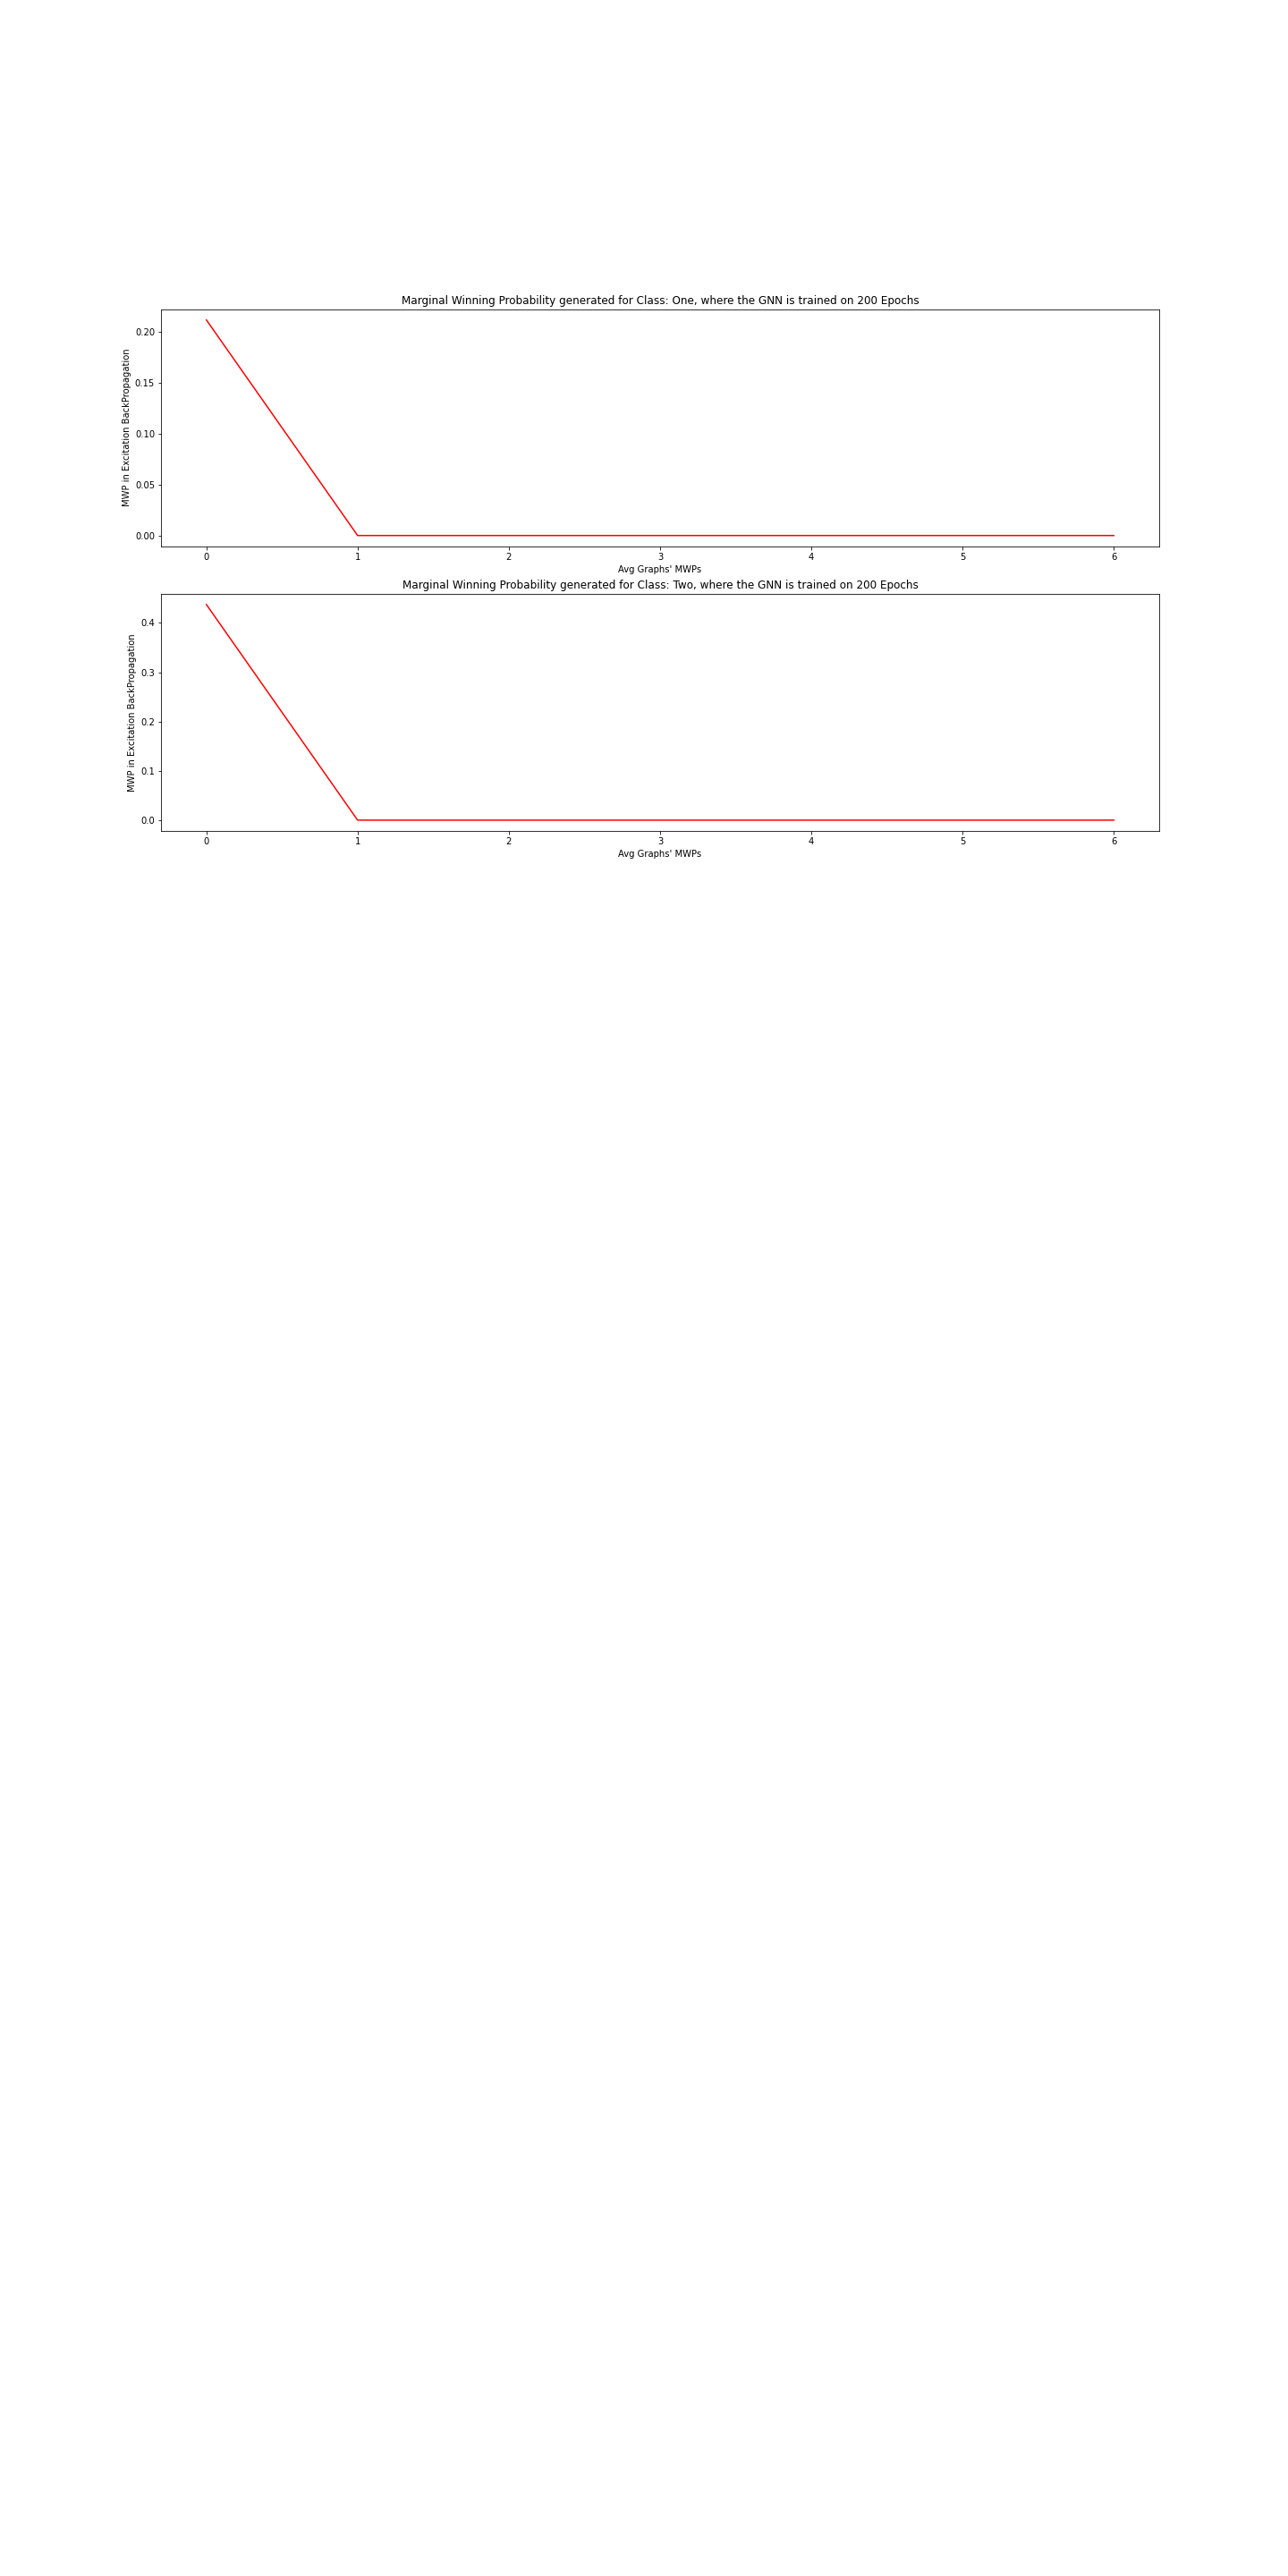 Marginal Winning Probability generated for Class: One, where the GNN is trained on 200 Epochs
MWP in Excitation BackPropagation
0.20
0.15
0.10
0.05
0.00
0 1 2 3 4 5 6
Avg Graphs' MWPs
Marginal Winning Probability generated for Class: Two, where the GNN is trained on 200 Epochs
MWP in Excitation BackPropagation
0.4
0.3
0.2
0.1
0.0
0 1 2 3 4 5 6
Avg Graphs' MWPs